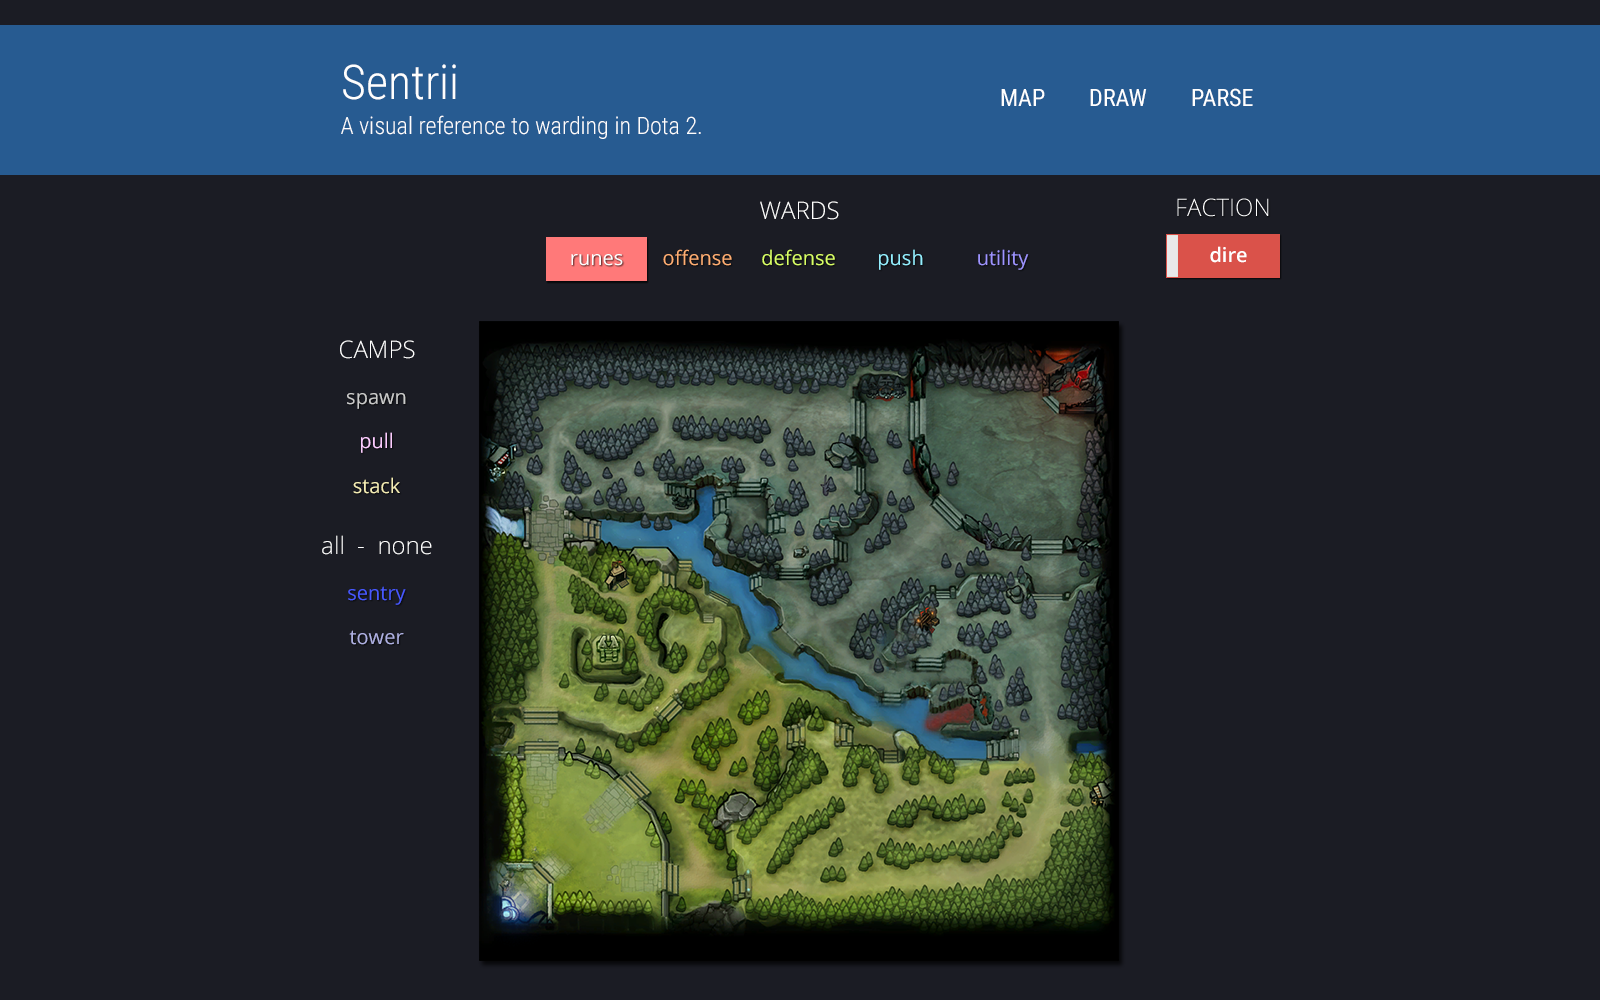 Sentrii
A visual reference to warding in Dota 2.
MAP DRAW PARSE
WARDS
FACTION
runes offense defense push utility
dire
CAMPS
spawn
pull
stack
all - none
sentry
tower